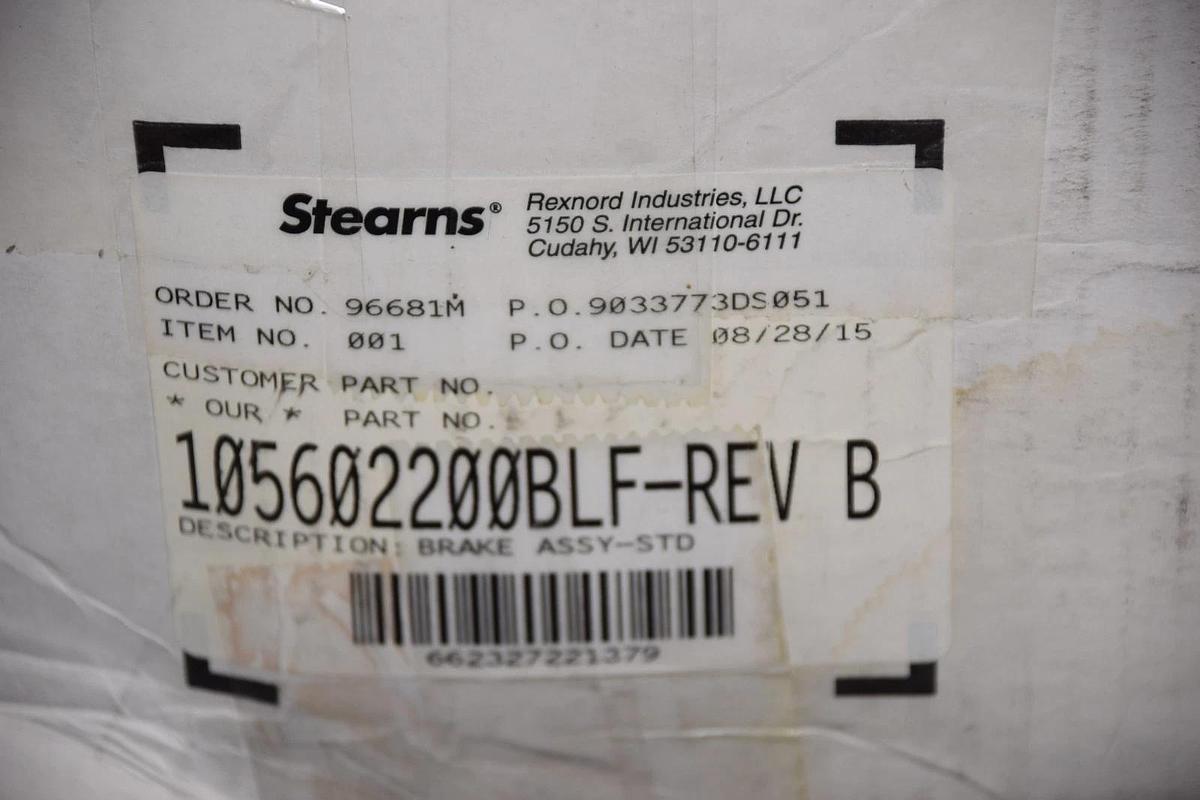 Stearns®
Rexnord Industries, LLC
5150 S. International Dr.
Cudahy, WI 53110-6111
ORDER NO. 96681M P.O. 9033773DS051
ITEM NO. 001 P.O. DATE 08/28/15
CUSTOMER PART NO.
* OUR * PART NO.
105602200BLF-REV B
DESCRIPTION: BRAKE ASSY-STD
662327221379